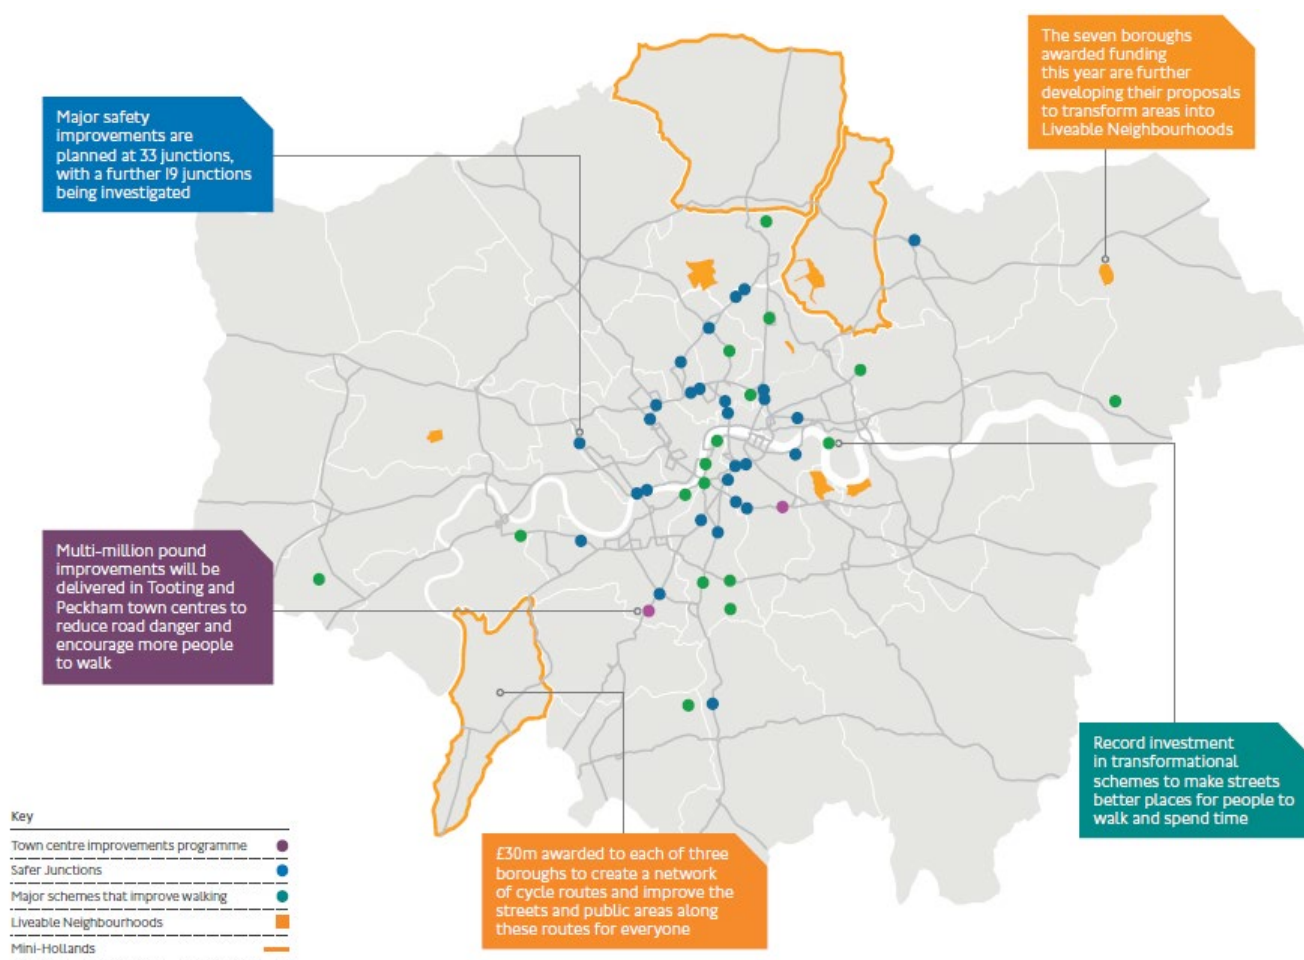 The seven boroughs
awarded funding
this year are further
developing their proposals
to transform areas into
Liveable Neighbourhoods
Major safety
improvements are
planned at 33 junctions,
with a further 19 junctions
being investigated
Multi-million pound
improvements will be
delivered in Tooting and
Peckham town centres to
reduce road danger and
encourage more people
to walk
Record investment
in transformational
schemes to make streets
better places for people to
walk and spend time
£30m awarded to each of three
boroughs to create a network
of cycle routes and improve the
streets and public areas along
these routes for everyone
Key
Town centre improvements programme
Safer Junctions
Major schemes that improve walking
Liveable Neighbourhoods
Mini-Hollands